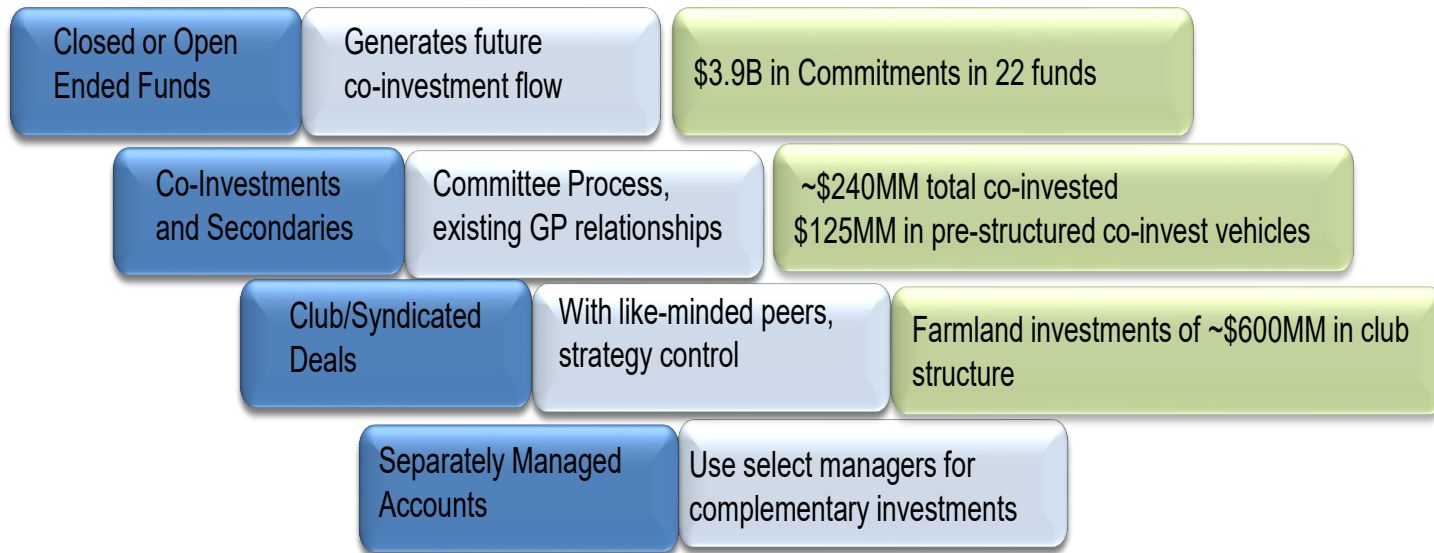 Closed or Open
Ended Funds
Generates future
co-investment flow
$3.9B in Commitments in 22 funds
Co-Investments
and Secondaries
Committee Process,
existing GP relationships
~$240MM total co-invested
$125MM in pre-structured co-invest vehicles
Club/Syndicated
Deals
With like-minded peers,
strategy control
Farmland investments of ~$600MM in club
structure
Separately Managed
Accounts
Use select managers for
complementary investments